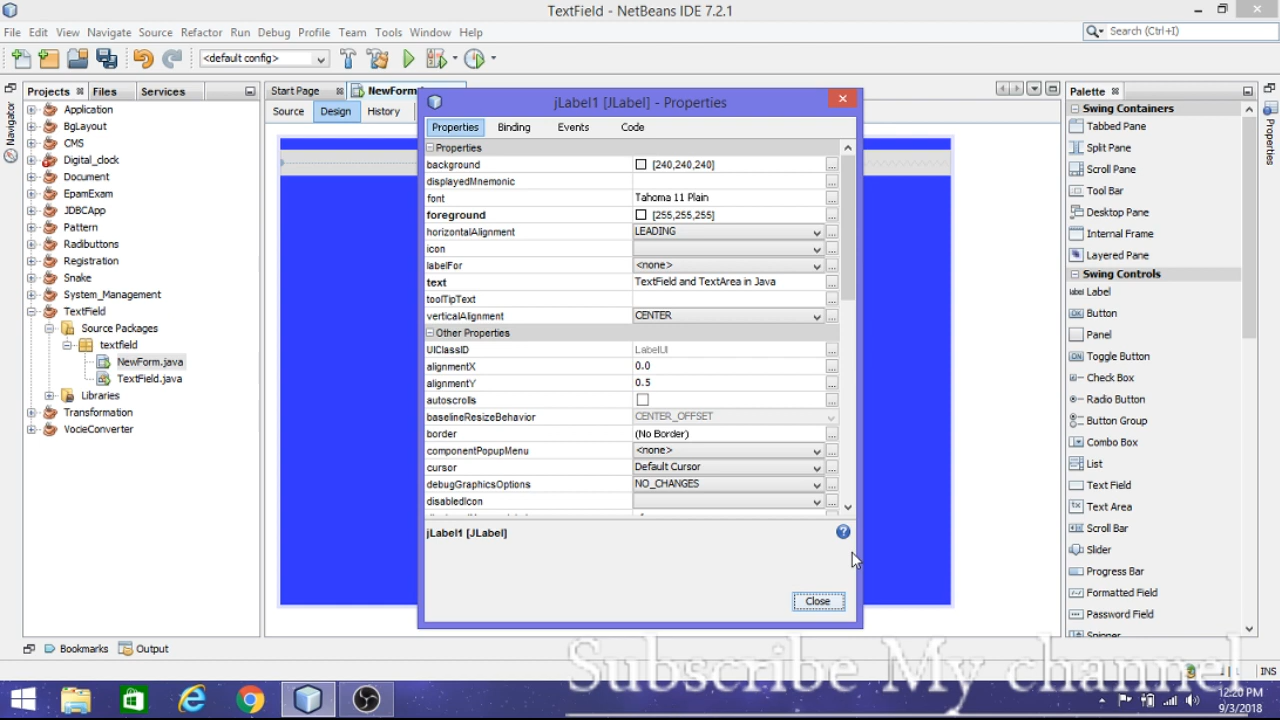 TextField - NetBeans IDE 7.2.1
File Edit View Navigate Source Refactor Run Debug Profile Team Tools Window Help
Search (Ctrl+I)
<default config>
Projects Files Services
Start Page NewForm
Palette
Source Design History
Navigator
Properties
Application
BgLayout
CMS
Digital_clock
Document
EpamExam
JDBCApp
Pattern
Radibuttons
Registration
Snake
System_Management
TextField
Source Packages
textfield
NewForm.java
TextField.java
Libraries
Transformation
VocieConverter
jLabel1 [JLabel] - Properties
Properties Binding Events Code
Properties
background [240,240,240]
displayedMnemonic
font Tahoma 11 Plain
foreground [255,255,255]
horizontalAlignment LEADING
icon
labelFor <none>
text TextField and TextArea in Java
toolTipText
verticalAlignment CENTER
Other Properties
UIClassID LabelUI
alignmentX 0.0
alignmentY 0.5
autoscrolls
baselineResizeBehavior CENTER_OFFSET
border (No Border)
componentPopupMenu <none>
cursor Default Cursor
debugGraphicsOptions NO_CHANGES
disabledIcon
jLabel1 [JLabel]
Close
Swing Containers
Tabbed Pane
Split Pane
Scroll Pane
Tool Bar
Desktop Pane
Internal Frame
Layered Pane
Swing Controls
label Label
OK Button
Panel
ON Toggle Button
Check Box
Radio Button
Button Group
Combo Box
List
Text Field
Text Area
Scroll Bar
Slider
Progress Bar
Formatted Field
Password Field
Spinner
Bookmarks Output
INS
Subscribe My channel
12:20 PM
9/3/2018